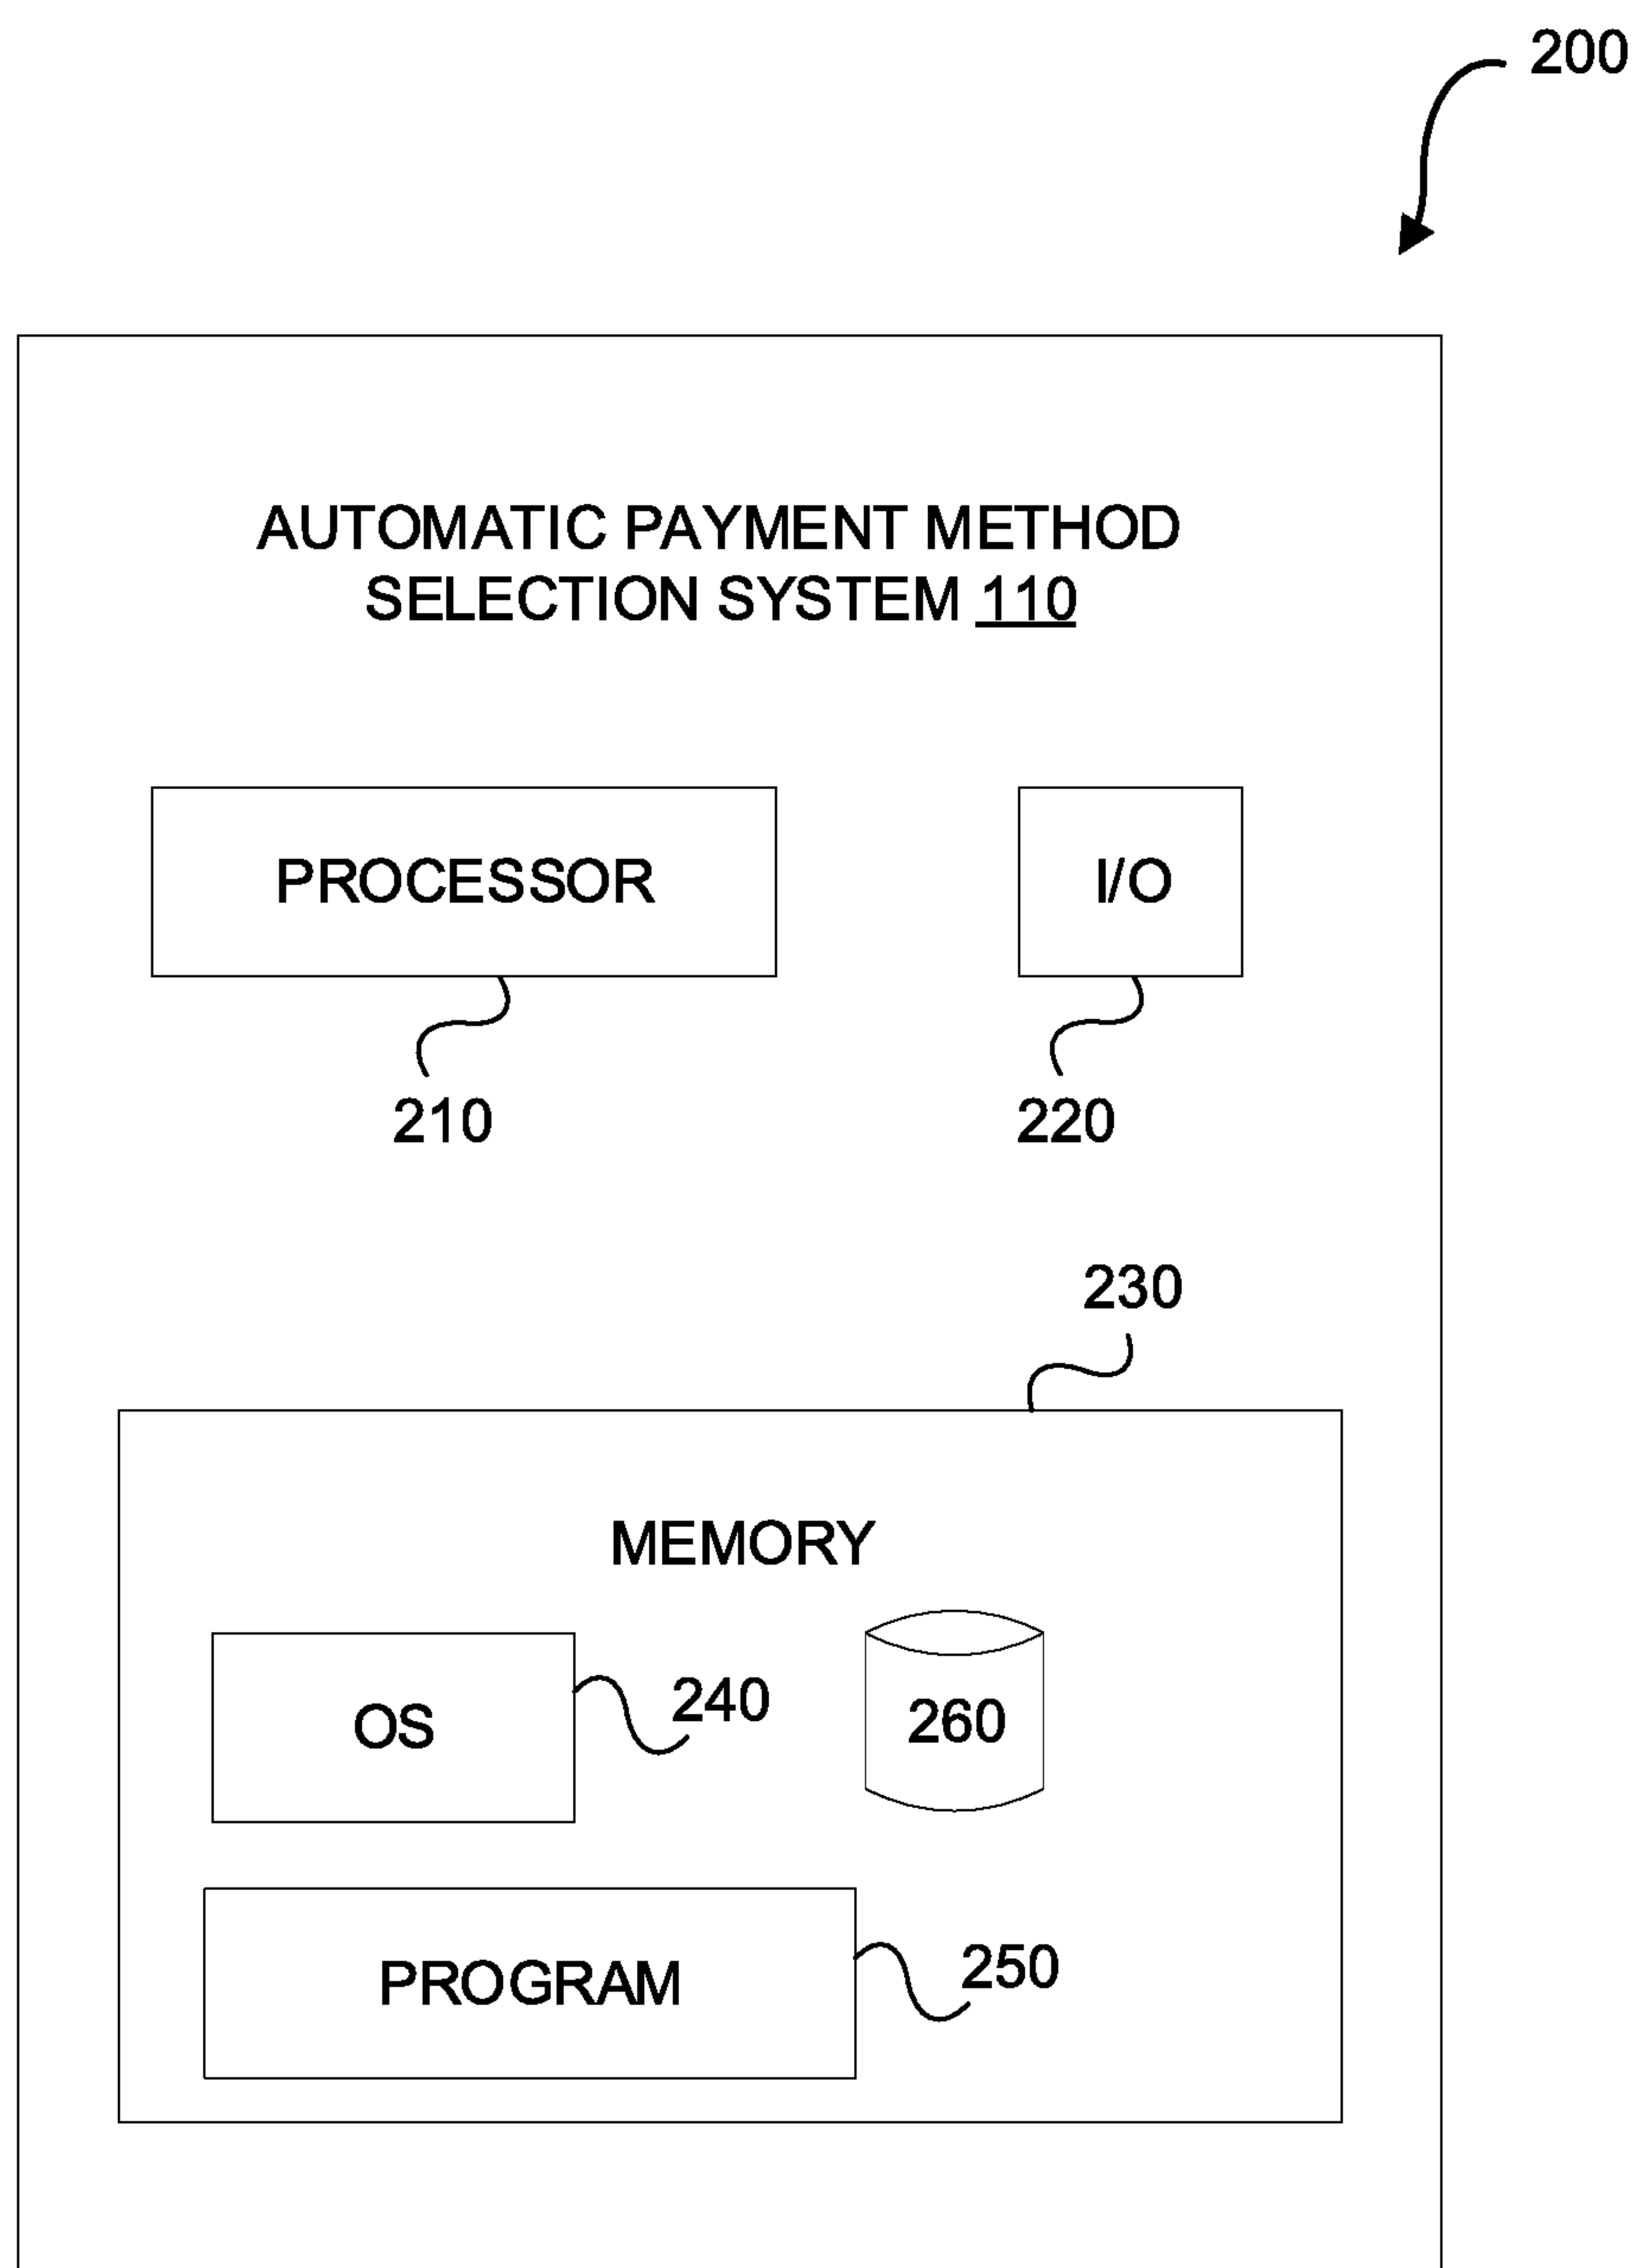 200
AUTOMATIC PAYMENT METHOD
SELECTION SYSTEM 110
PROCESSOR
I/O
210
220
230
MEMORY
OS
240
260
PROGRAM
250